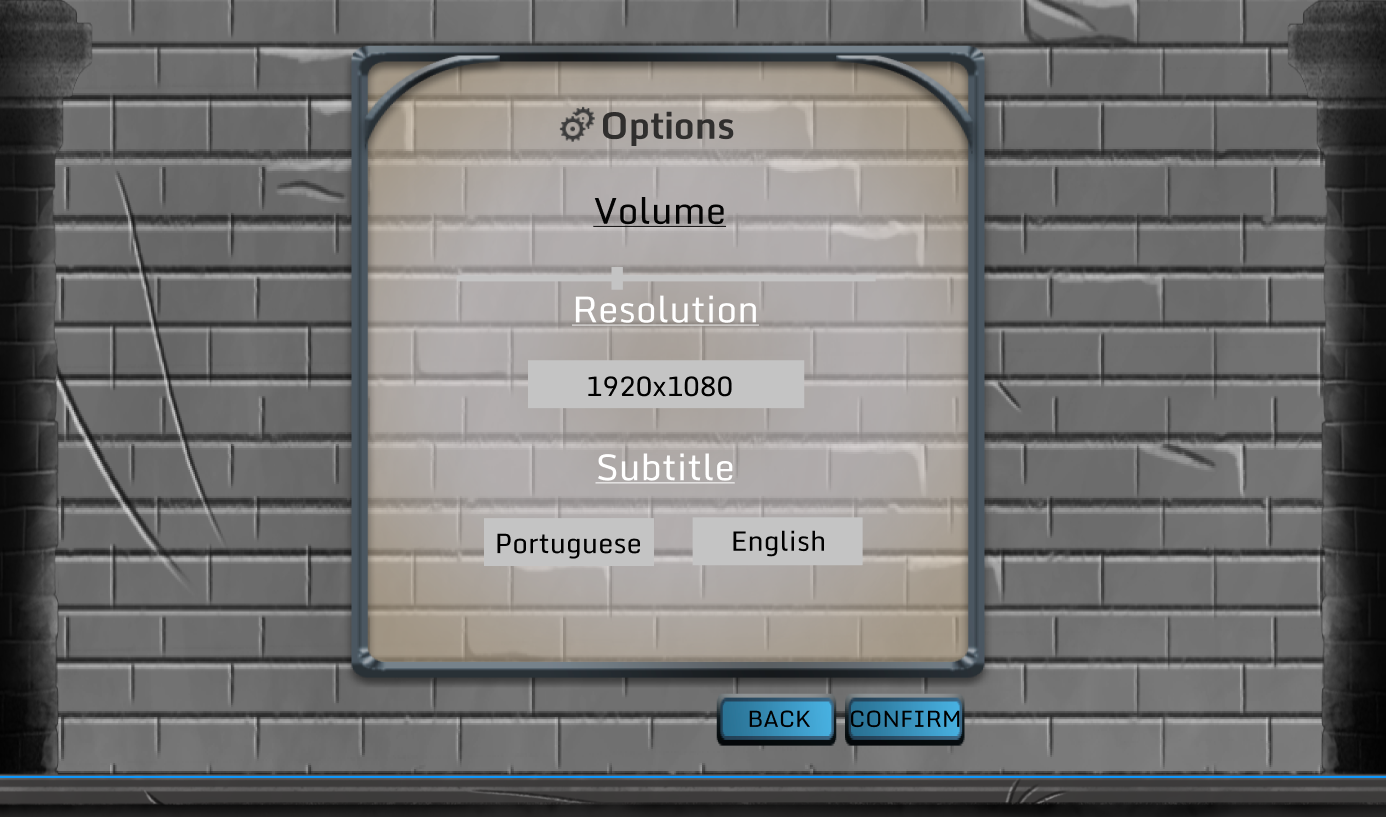 Options
Volume
Resolution
1920x1080
Subtitle
Portuguese English
BACK CONFIRM